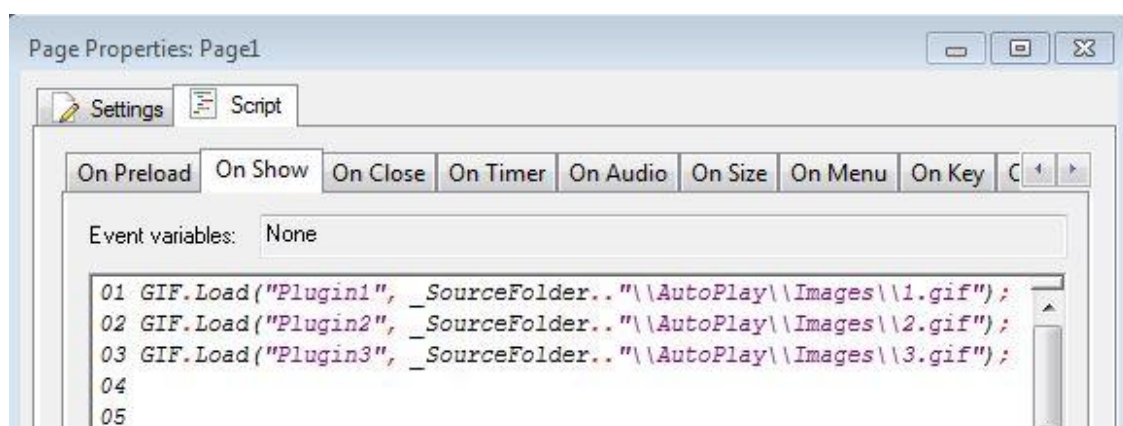 Page Properties: Page1
Settings Script
On Preload On Show On Close On Timer On Audio On Size On Menu On Key
Event variables: None
01 GIF.Load("Plugin1", _SourceFolder.."\\AutoPlay\\Images\\1.gif");
02 GIF.Load("Plugin2", _SourceFolder.."\\AutoPlay\\Images\\2.gif");
03 GIF.Load("Plugin3", _SourceFolder.."\\AutoPlay\\Images\\3.gif");
04
05